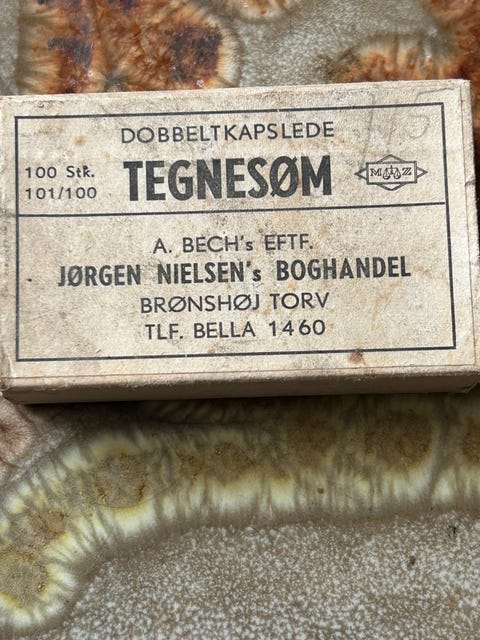 DOBBELTKAPSLEDE
100 Stk.
101/100
TEGNESØM
A. BECH's EFTF.
JØRGEN NIELSEN's BOGHANDEL
BRØNSHØJ TORV
TLF. BELLA 1460